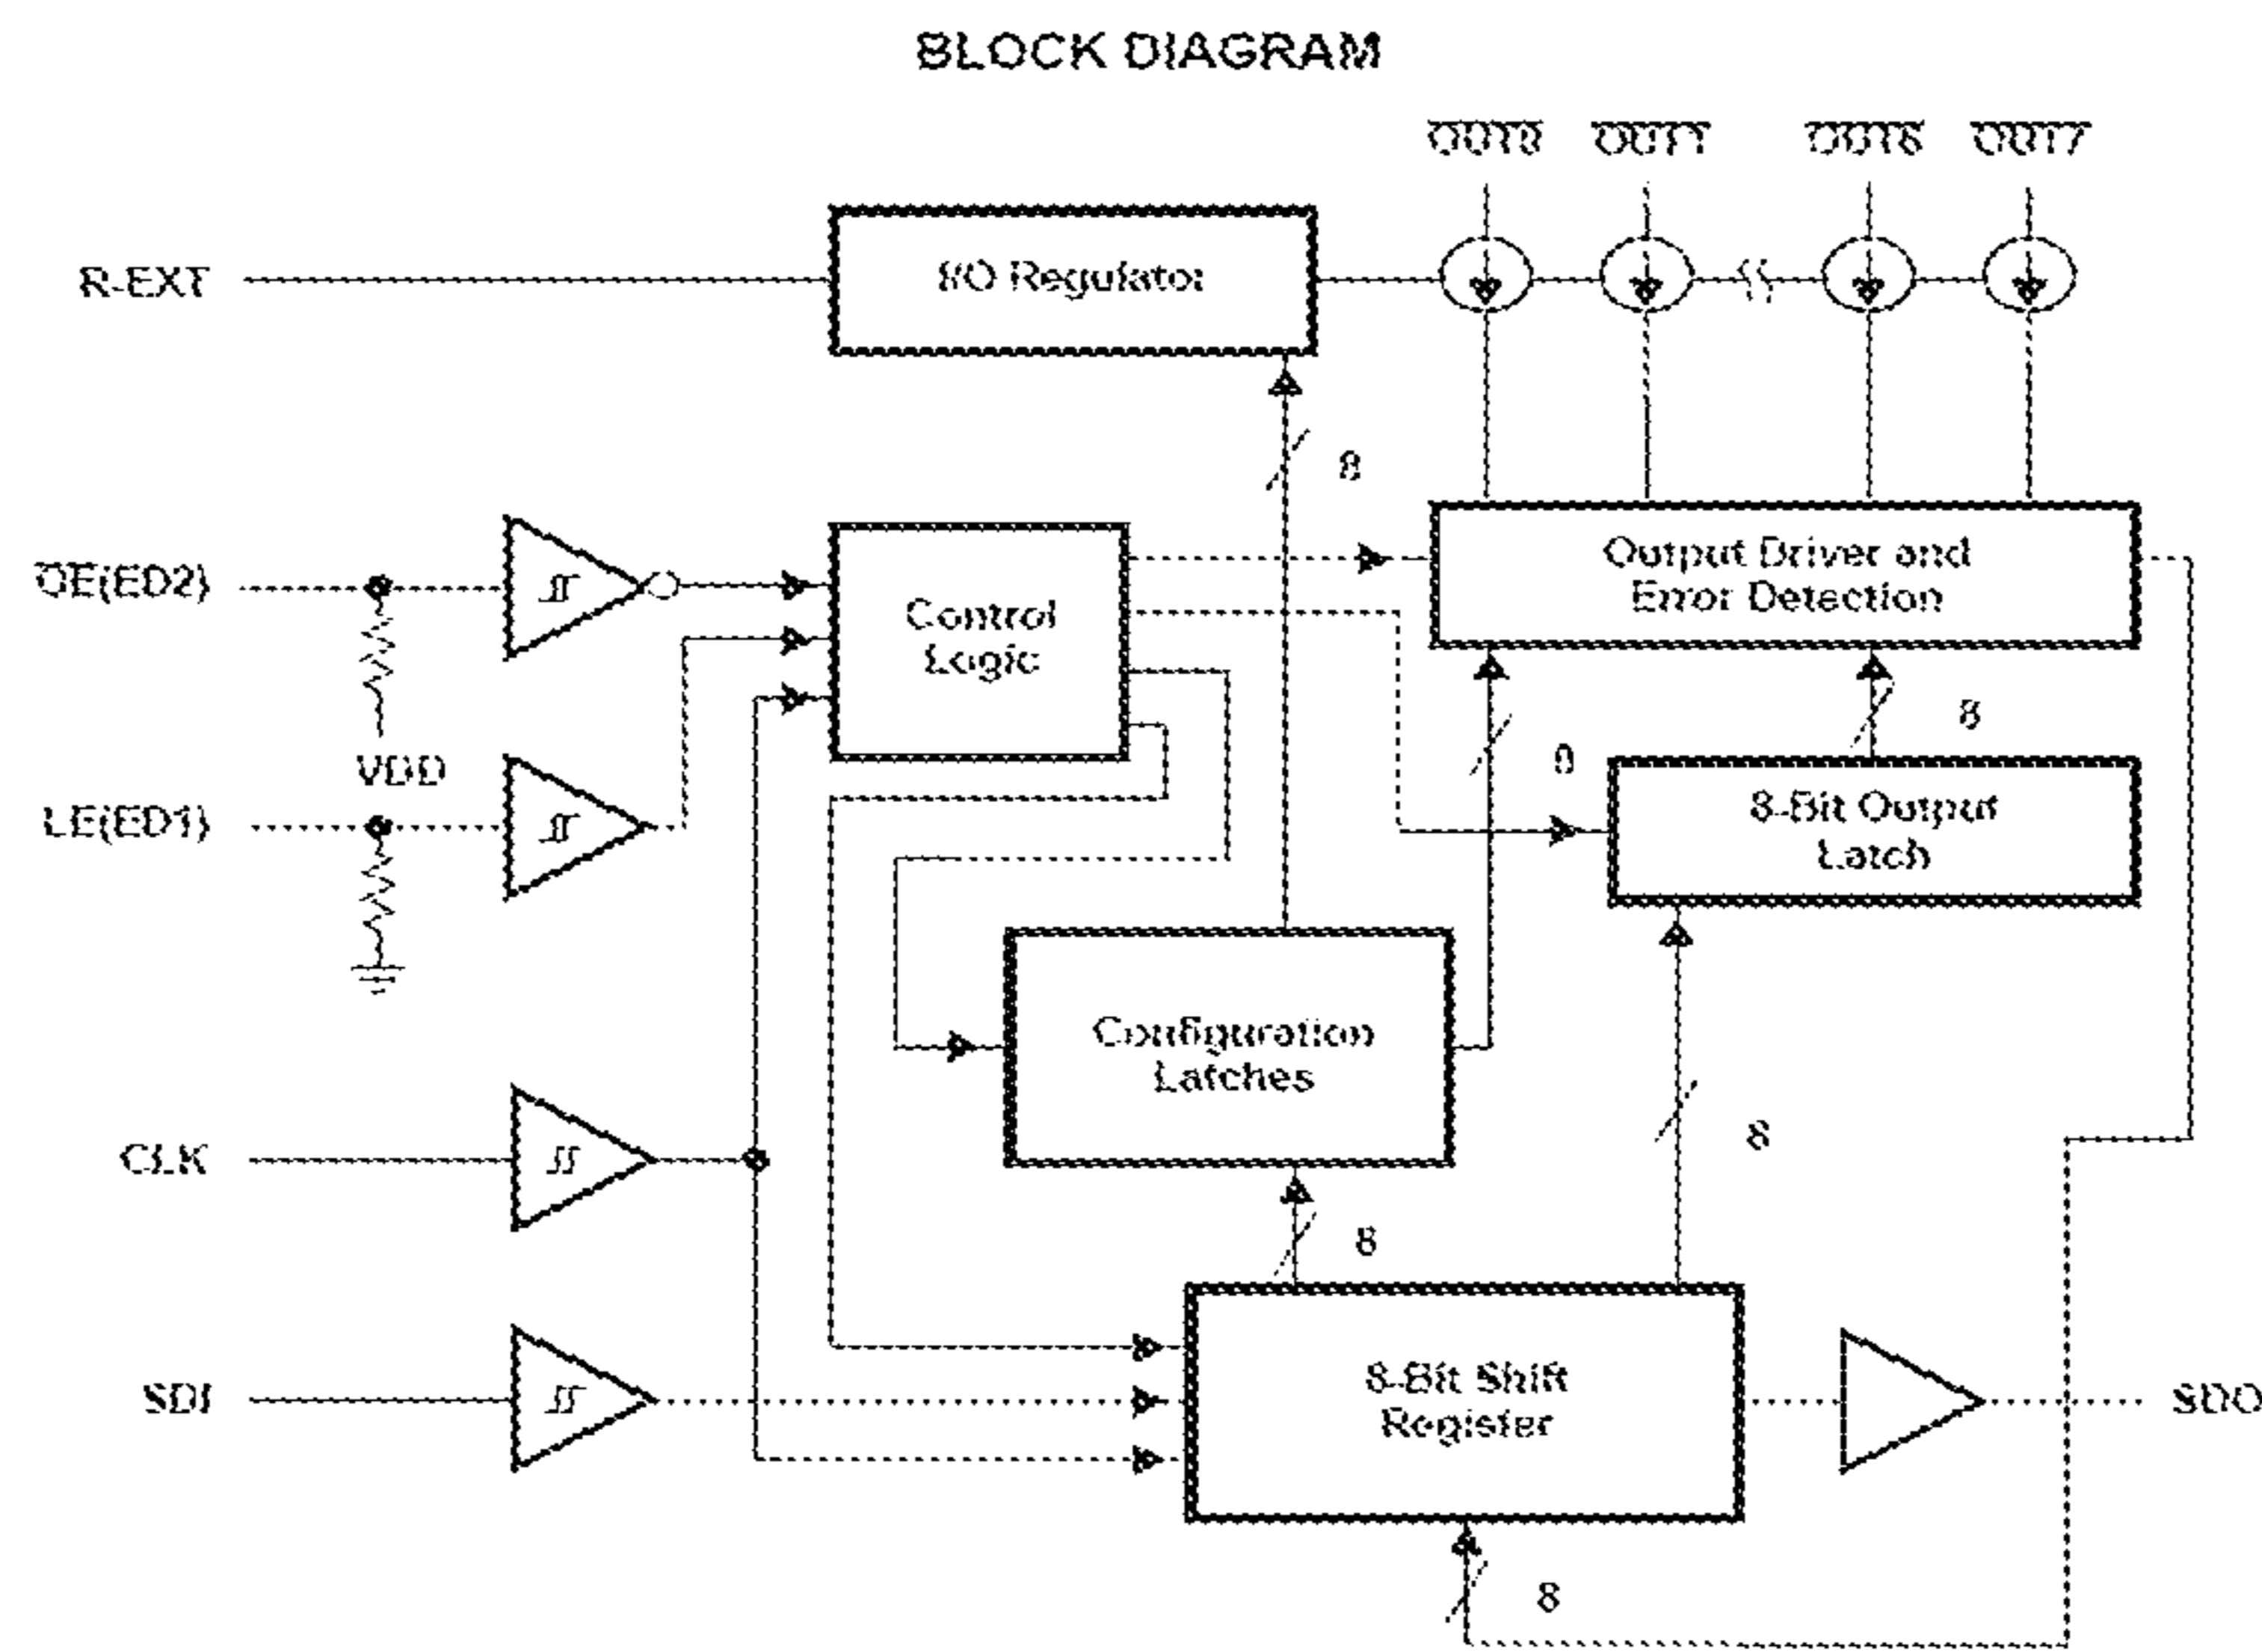 BLOCK DIAGRAM
OUT0 OUT1 OUT6 OUT7
R-EXT
I/O Regulator
8
OE(ED2)
Control
Logic
Output Driver and
Error Detection
VDD
8
8
LE(ED1)
8-Bit Output
Latch
Configuration
Latches
CLK
8
8
SDI
8-Bit Shift
Register
SDO
8